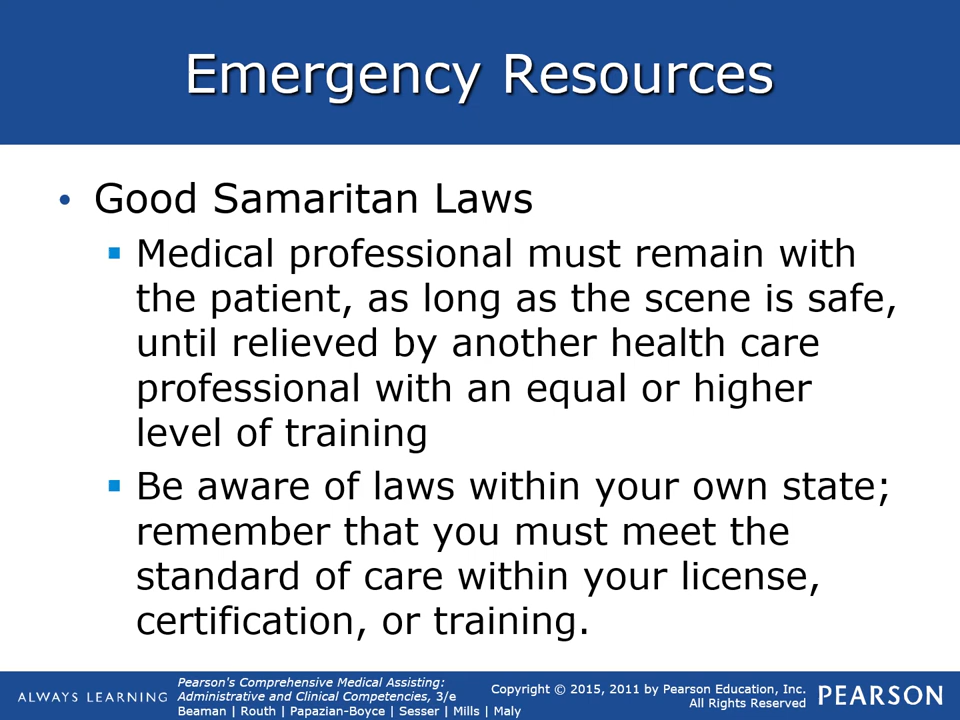 Emergency Resources
• Good Samaritan Laws
▪ Medical professional must remain with
the patient, as long as the scene is safe,
until relieved by another health care
professional with an equal or higher
level of training
▪ Be aware of laws within your own state;
remember that you must meet the
standard of care within your license,
certification, or training.
ALWAYS LEARNING
Pearson's Comprehensive Medical Assisting:
Administrative and Clinical Competencies, 3/e
Beaman | Routh | Papazian-Boyce | Sesser | Mills | Maly
Copyright © 2015, 2011 by Pearson Education, Inc.
All Rights Reserved
PEARSON